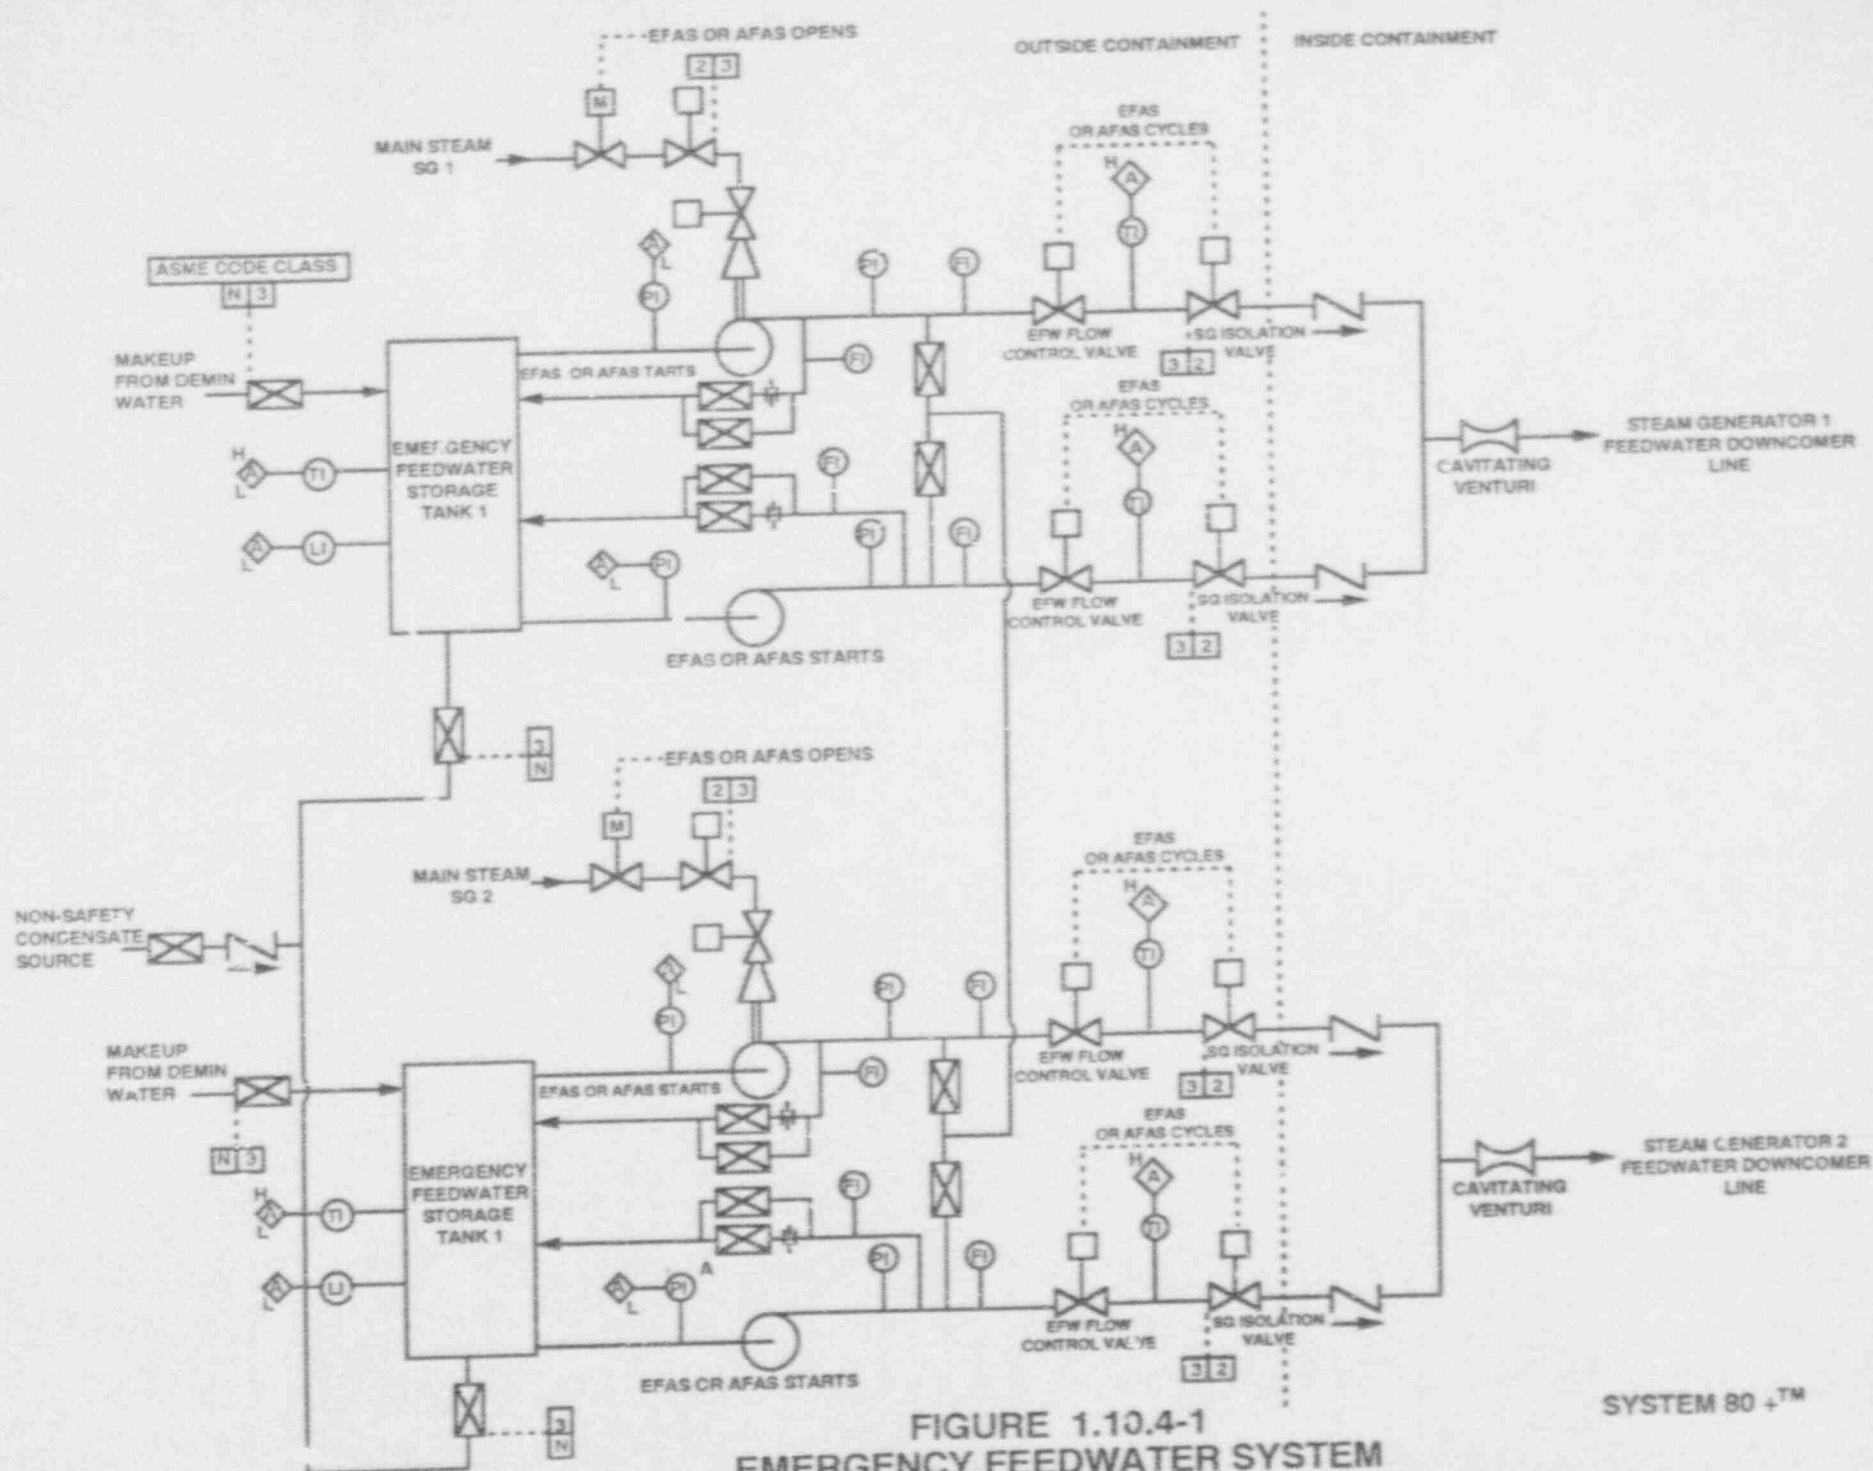 EFAS OR AFAS OPENS
2 3
M
MAIN STEAM
SG 1
OUTSIDE CONTAINMENT
INSIDE CONTAINMENT
EFAS
OR AFAS CYCLES
H
A
TI
ASME CODE CLASS
N 3
A
L
PI
PI
FI
EFW FLOW
CONTROL VALVE
SG ISOLATION
VALVE
3 2
MAKEUP
FROM DEMIN
WATER
EFAS OR AFAS TARTS
FI
EFAS
OR AFAS CYCLES
H
A
TI
EMERGENCY
FEEDWATER
STORAGE
TANK 1
H
A
L
TI
FI
STEAM GENERATOR 1
FEEDWATER DOWNCOMER
LINE
CAVITATING
VENTURI
A
L
LI
A
L
PI
PI
FI
EFW FLOW
CONTROL VALVE
SG ISOLATION
VALVE
3 2
EFAS OR AFAS STARTS
3
N
EFAS OR AFAS OPENS
2 3
M
MAIN STEAM
SG 2
EFAS
OR AFAS CYCLES
H
A
TI
NON-SAFETY
CONDENSATE
SOURCE
A
L
PI
PI
FI
EFW FLOW
CONTROL VALVE
SG ISOLATION
VALVE
3 2
MAKEUP
FROM DEMIN
WATER
EFAS OR AFAS STARTS
FI
N 3
EFAS
OR AFAS CYCLES
H
A
TI
EMERGENCY
FEEDWATER
STORAGE
TANK 1
H
A
L
TI
FI
STEAM GENERATOR 2
FEEDWATER DOWNCOMER
LINE
CAVITATING
VENTURI
A
L
LI
A
L
PI
A
PI
FI
EFW FLOW
CONTROL VALVE
SG ISOLATION
VALVE
3 2
EFAS OR AFAS STARTS
3
N
FIGURE 1.10.4-1
EMERGENCY FEEDWATER SYSTEM
SYSTEM 80 +™